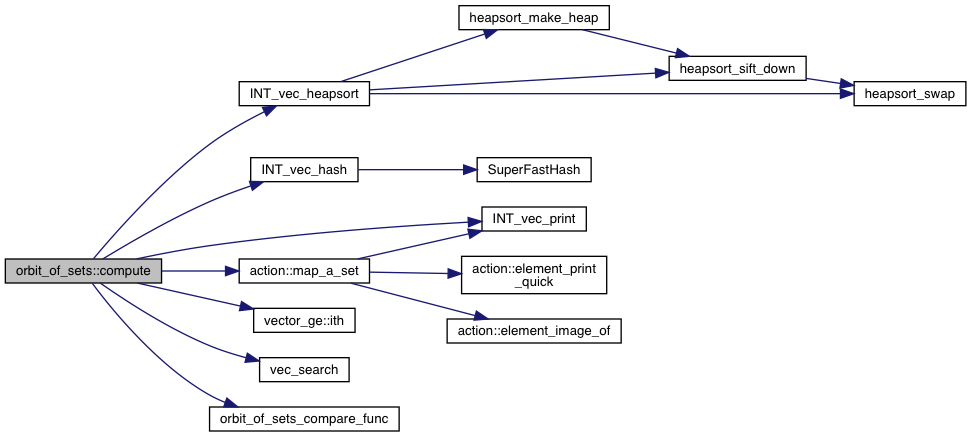 heapsort_make_heap
heapsort_sift_down
INT_vec_heapsort
heapsort_swap
INT_vec_hash
SuperFastHash
INT_vec_print
orbit_of_sets::compute
action::map_a_set
action::element_print
_quick
vector_ge::ith
action::element_image_of
vec_search
orbit_of_sets_compare_func